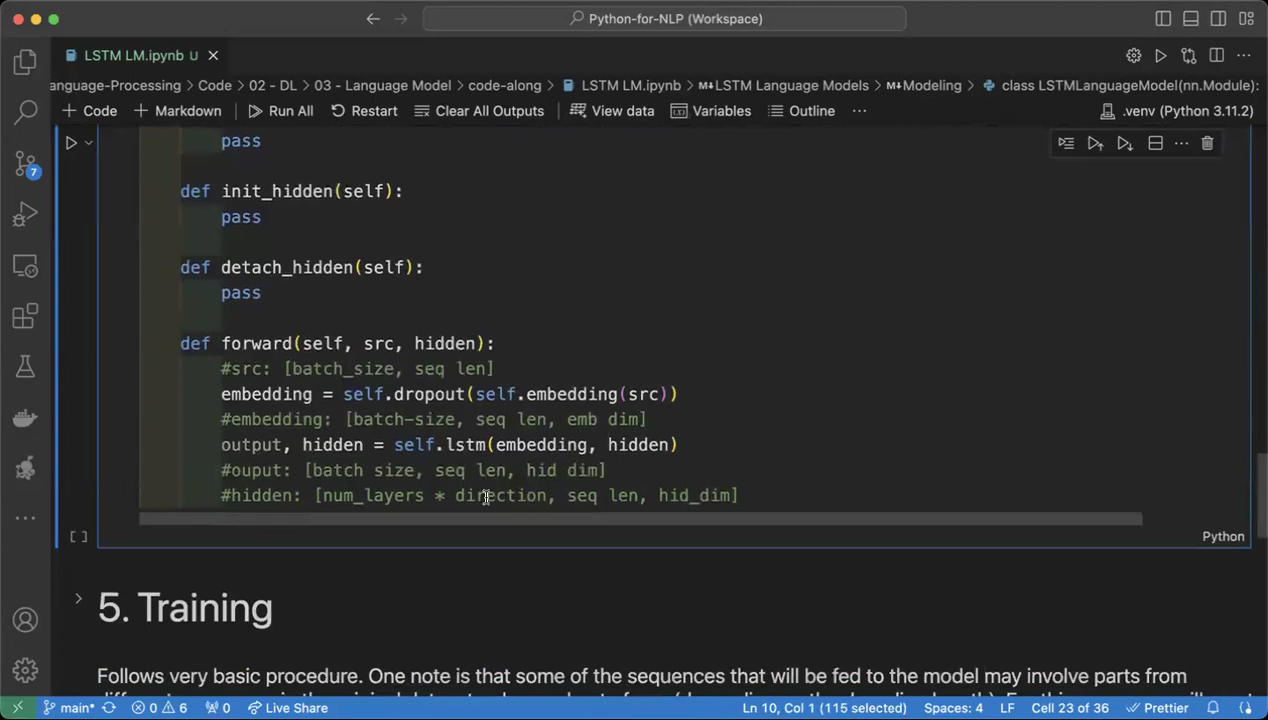 Python-for-NLP (Workspace)
LSTM LM.ipynb U
anguage-Processing > Code > 02 - DL > 03 - Language Model > code-along > LSTM LM.ipynb > LSTM Language Models > Modeling > class LSTMLanguageModel(nn.Module):
+ Code + Markdown Run All Restart Clear All Outputs View data Variables Outline ... .venv (Python 3.11.2)
pass
def init_hidden(self):
pass
def detach_hidden(self):
pass
def forward(self, src, hidden):
#src: [batch_size, seq len]
embedding = self.dropout(self.embedding(src))
#embedding: [batch-size, seq len, emb dim]
output, hidden = self.lstm(embedding, hidden)
#ouput: [batch size, seq len, hid dim]
#hidden: [num_layers * direction, seq len, hid_dim]
[ ] Python
7
5. Training
Follows very basic procedure. One note is that some of the sequences that will be fed to the model may involve parts from
main* 0 6 0 Live Share Ln 10, Col 1 (115 selected) Spaces: 4 LF Cell 23 of 36 Prettier